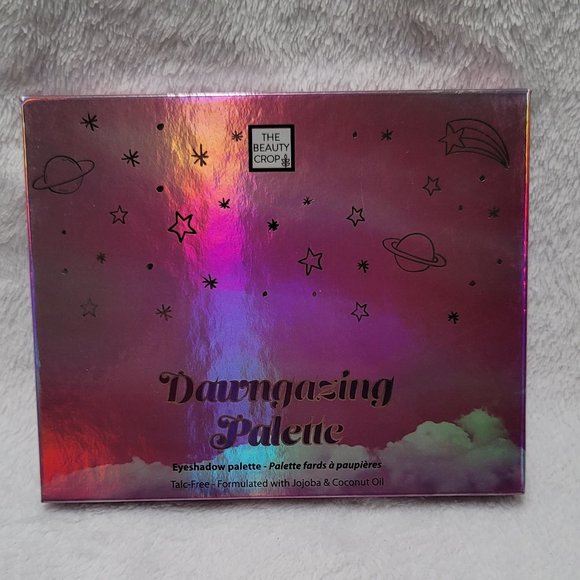 THE
BEAUTY
CROP
Dawngazing
Palette
Eyeshadow palette - Palette fards à paupières
Talc-Free - Formulated with Jojoba & Coconut Oil